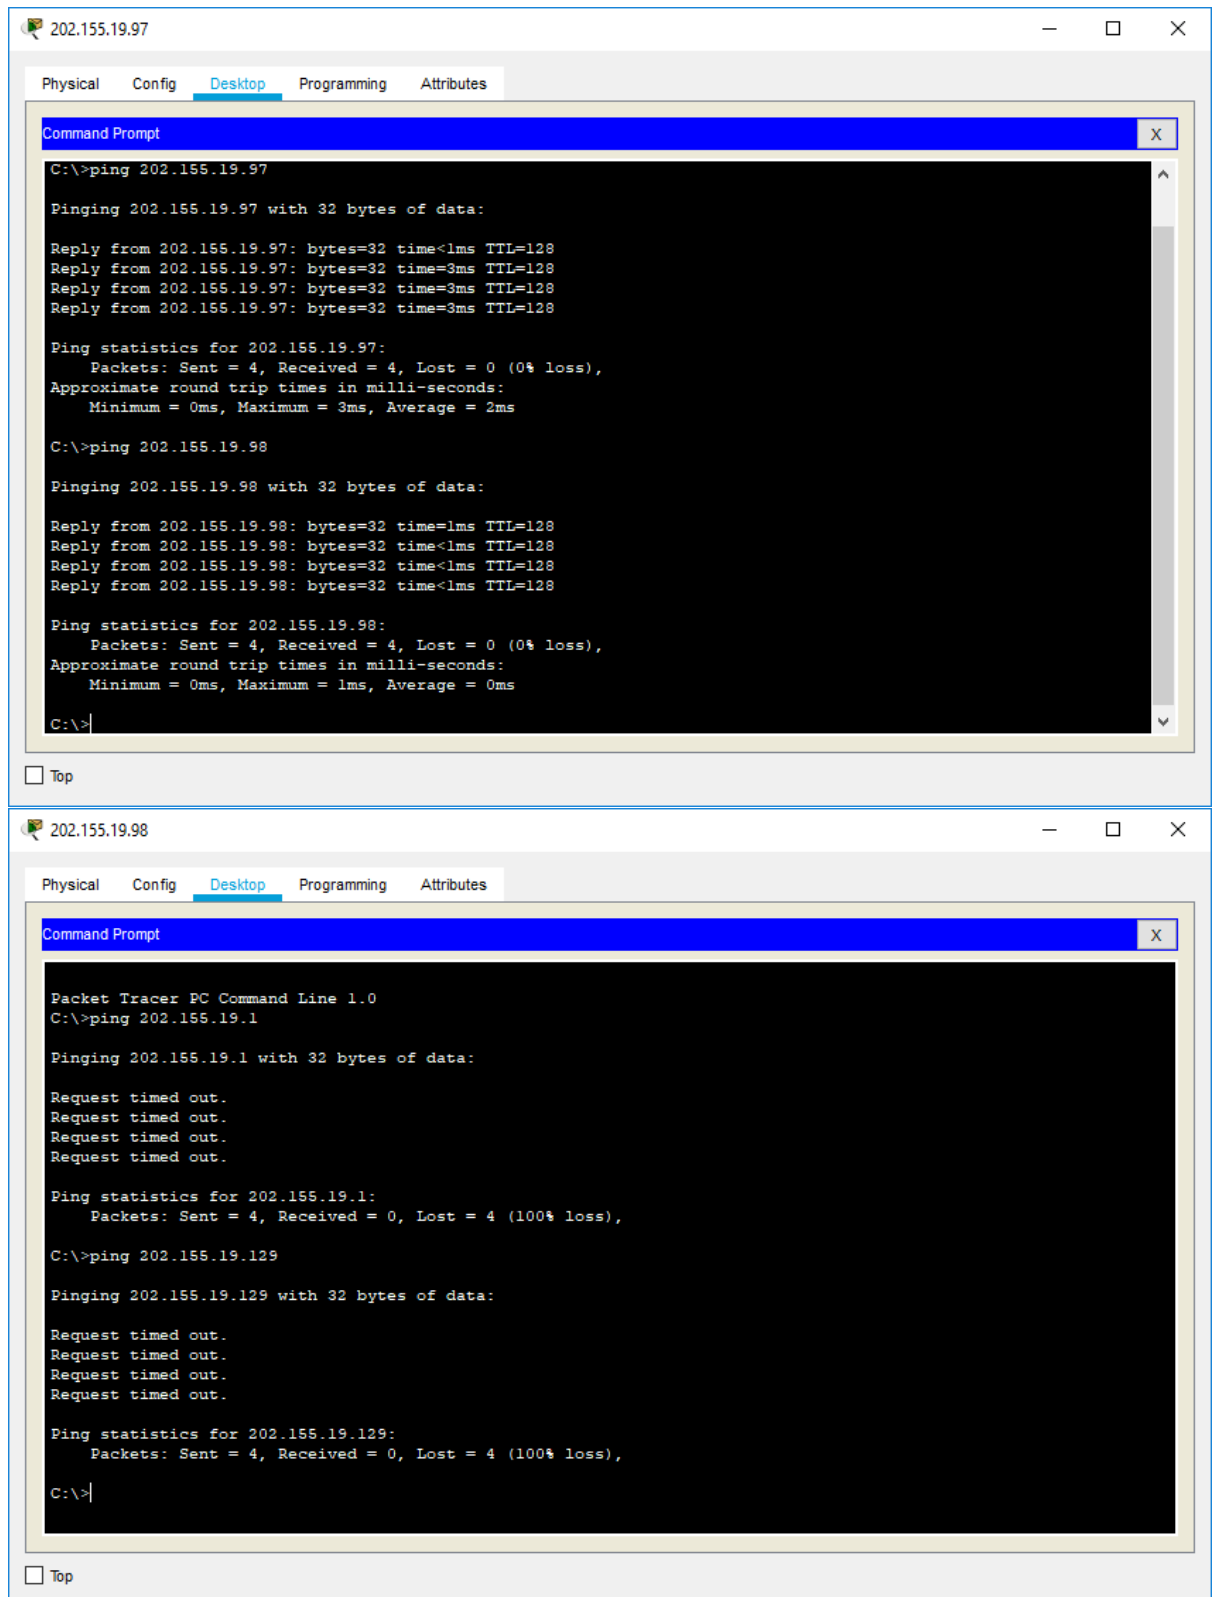 202.155.19.97
Physical Config Desktop Programming Attributes
Command Prompt X
C:\>ping 202.155.19.97
Pinging 202.155.19.97 with 32 bytes of data:
Reply from 202.155.19.97: bytes=32 time<1ms TTL=128
Reply from 202.155.19.97: bytes=32 time=3ms TTL=128
Reply from 202.155.19.97: bytes=32 time=3ms TTL=128
Reply from 202.155.19.97: bytes=32 time=3ms TTL=128
Ping statistics for 202.155.19.97:
Packets: Sent = 4, Received = 4, Lost = 0 (0% loss),
Approximate round trip times in milli-seconds:
Minimum = 0ms, Maximum = 3ms, Average = 2ms
C:\>ping 202.155.19.98
Pinging 202.155.19.98 with 32 bytes of data:
Reply from 202.155.19.98: bytes=32 time=1ms TTL=128
Reply from 202.155.19.98: bytes=32 time<1ms TTL=128
Reply from 202.155.19.98: bytes=32 time<1ms TTL=128
Reply from 202.155.19.98: bytes=32 time<1ms TTL=128
Ping statistics for 202.155.19.98:
Packets: Sent = 4, Received = 4, Lost = 0 (0% loss),
Approximate round trip times in milli-seconds:
Minimum = 0ms, Maximum = 1ms, Average = 0ms
C:\>
Top
202.155.19.98
Physical Config Desktop Programming Attributes
Command Prompt X
Packet Tracer PC Command Line 1.0
C:\>ping 202.155.19.1
Pinging 202.155.19.1 with 32 bytes of data:
Request timed out.
Request timed out.
Request timed out.
Request timed out.
Ping statistics for 202.155.19.1:
Packets: Sent = 4, Received = 0, Lost = 4 (100% loss),
C:\>ping 202.155.19.129
Pinging 202.155.19.129 with 32 bytes of data:
Request timed out.
Request timed out.
Request timed out.
Request timed out.
Ping statistics for 202.155.19.129:
Packets: Sent = 4, Received = 0, Lost = 4 (100% loss),
C:\>
Top